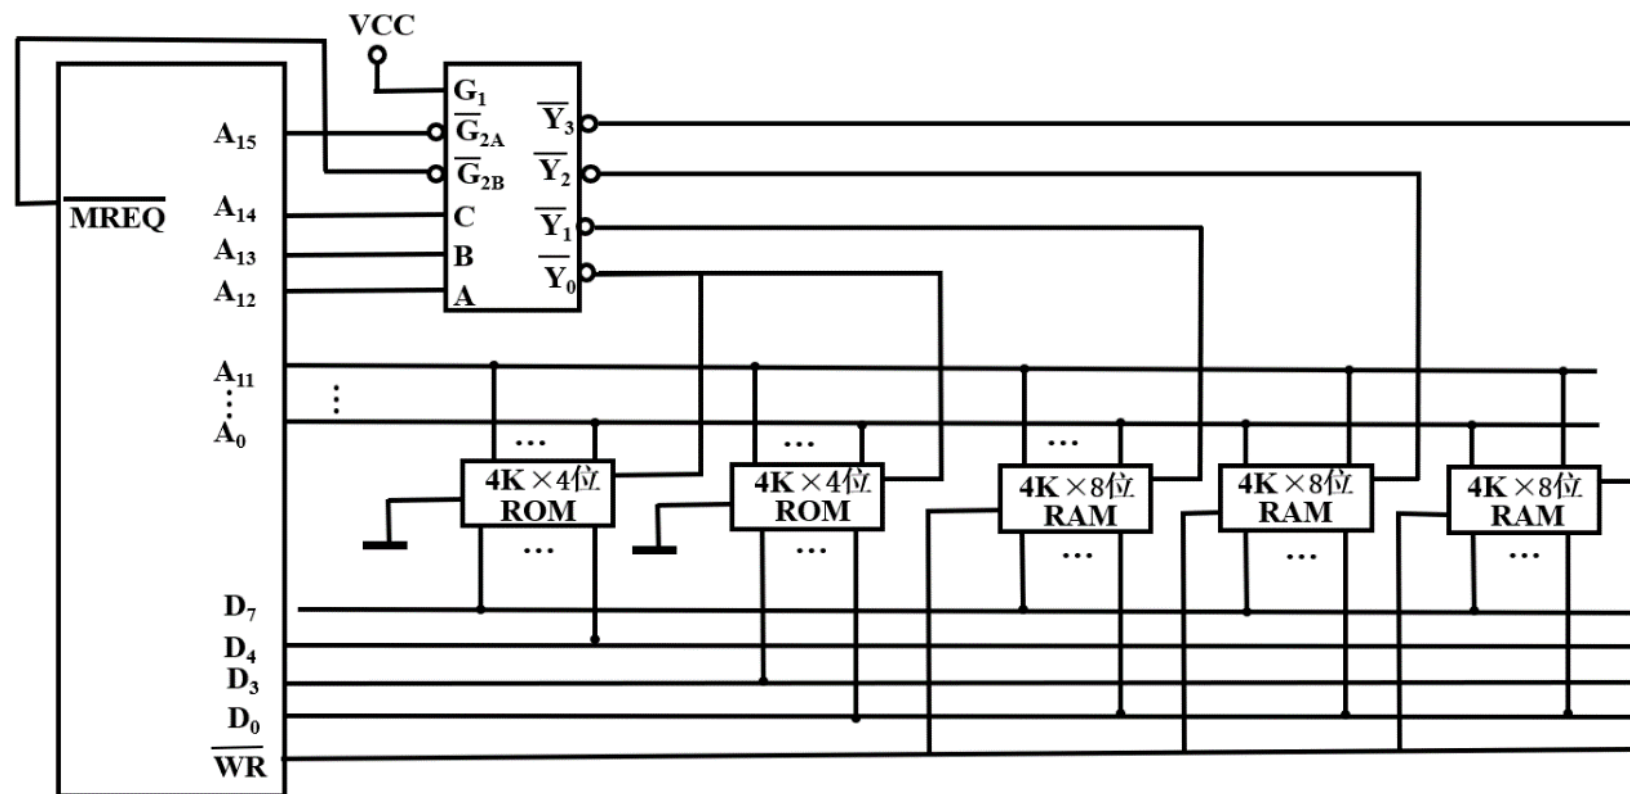 VCC
G1
A15
G2A
Y3
G2B
Y2
MREQ
A14
C
Y1
A13
B
Y0
A12
A
A11
⋮
⋮
A0
...
...
...
4K×4位
ROM
4K×4位
ROM
4K×8位
RAM
4K×8位
RAM
4K×8位
RAM
...
...
...
...
...
D7
D4
D3
D0
WR